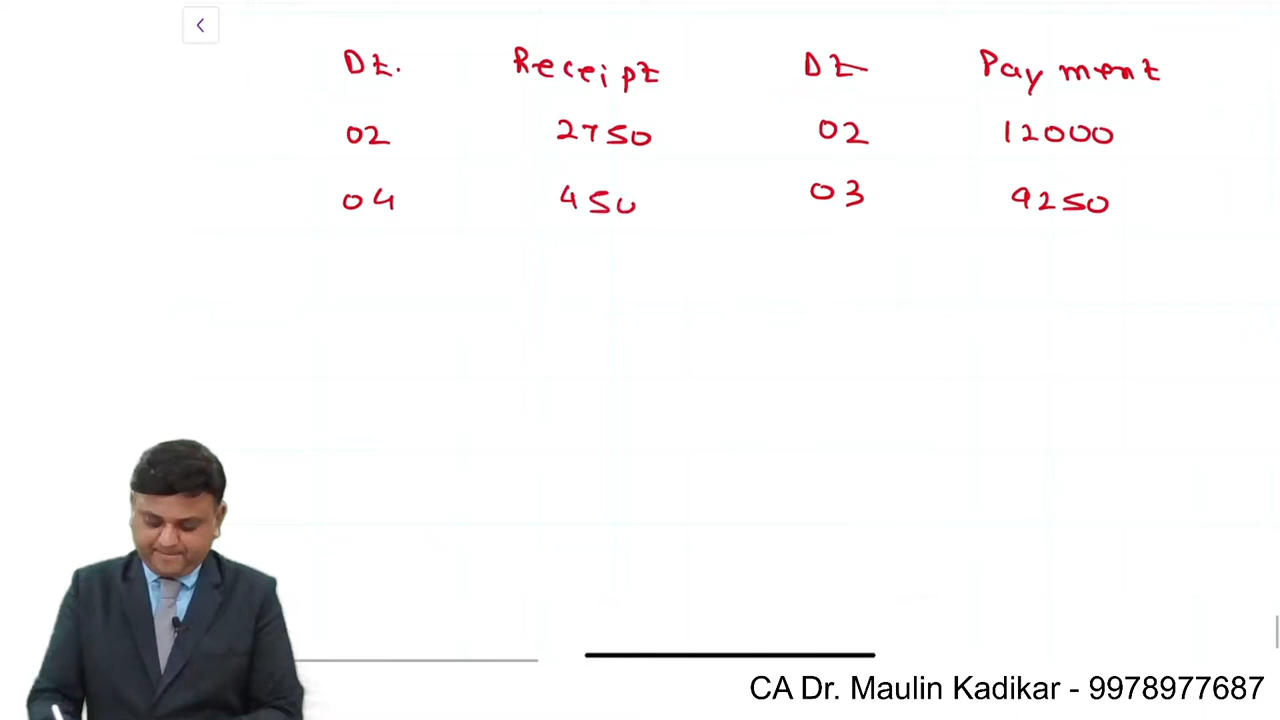 Dt. Receipt Dt Payment
02 2750 02 12000
04 450 03 9250
CA Dr. Maulin Kadikar - 9978977687